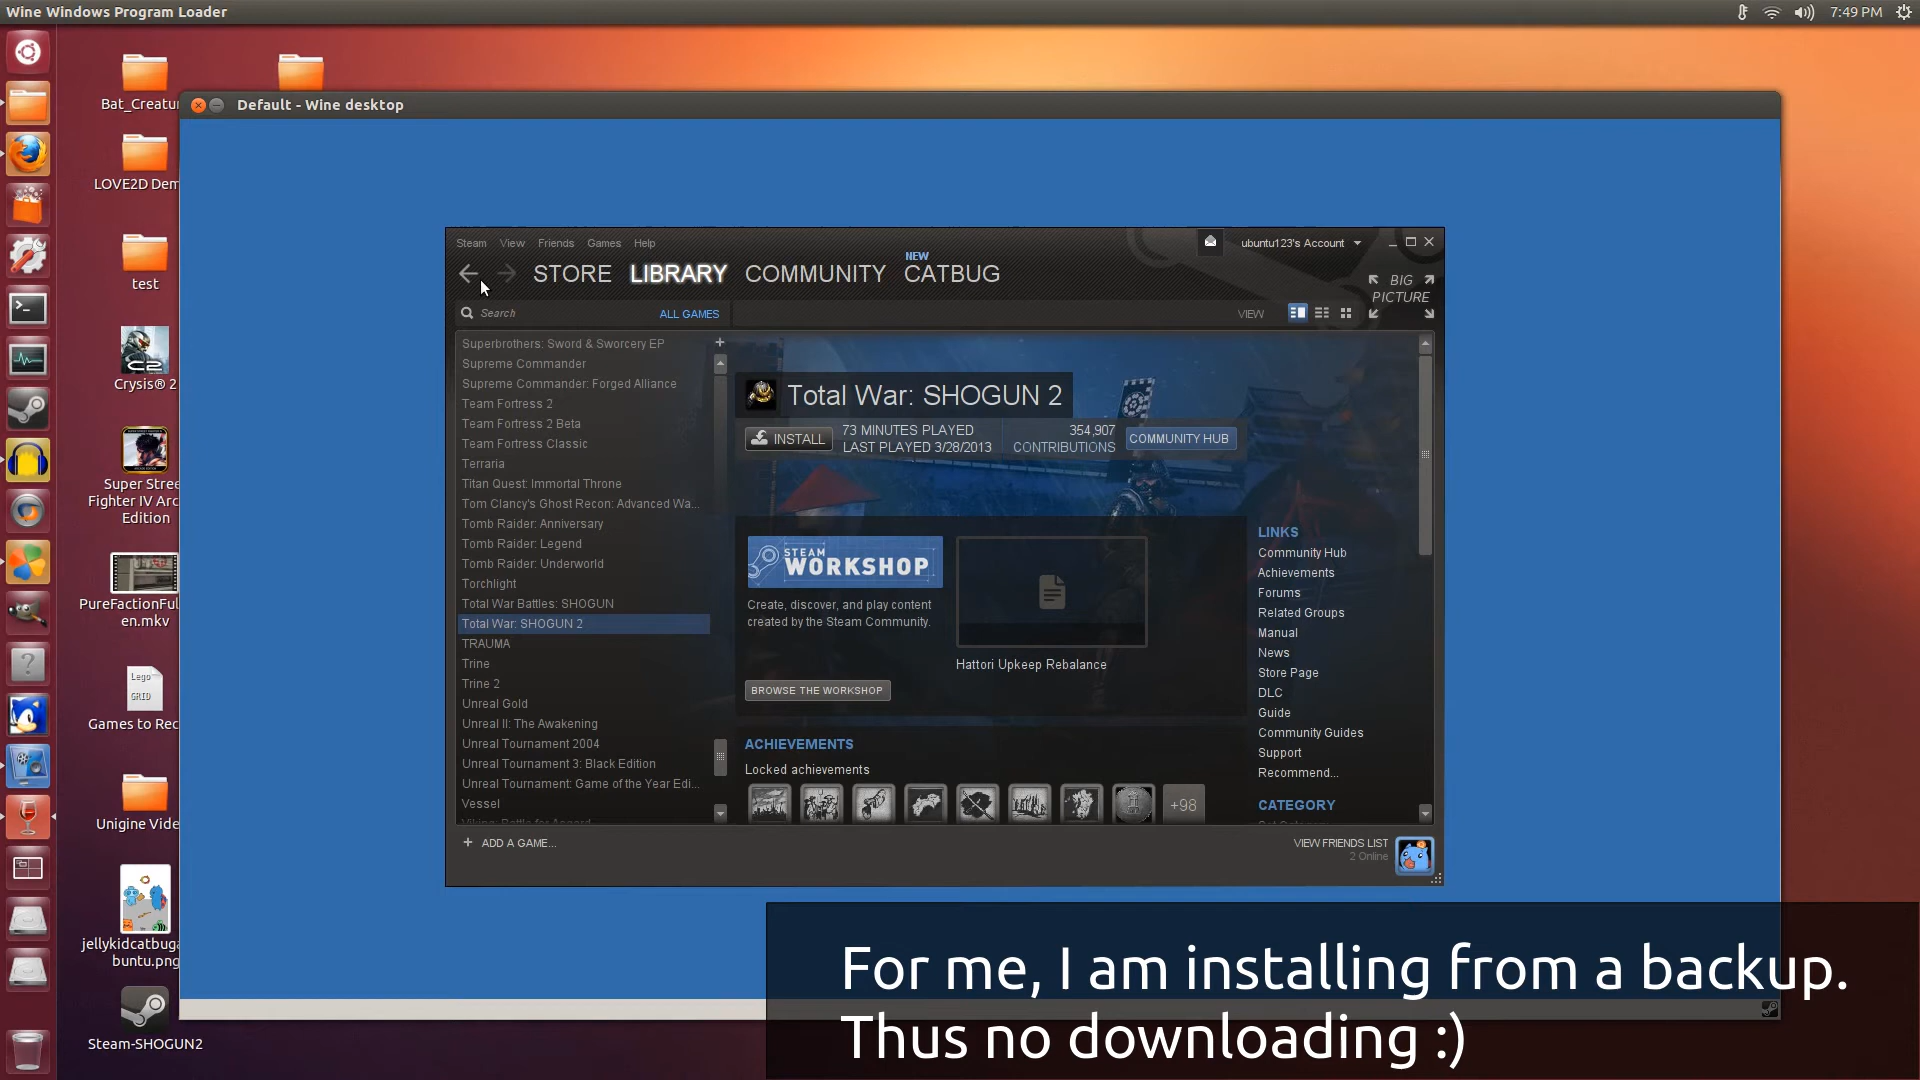 Wine Windows Program Loader
7:49 PM
Bat_Creatu
LOVE2D Dem
test
Crysis® 2
Super Stree
Fighter IV Arc
Edition
PureFactionFul
en.mkv
Lego
GRID
Games to Rec
Unigine Vide
jellykidcatbuga
buntu.png
Steam-SHOGUN2
Default - Wine desktop
Steam View Friends Games Help
ubuntu123's Account
STORE LIBRARY COMMUNITY NEW CATBUG
BIG
PICTURE
Search
ALL GAMES
VIEW
Superbrothers: Sword & Sworcery EP
Supreme Commander
Supreme Commander: Forged Alliance
Team Fortress 2
Team Fortress 2 Beta
Team Fortress Classic
Terraria
Titan Quest: Immortal Throne
Tom Clancy's Ghost Recon: Advanced Wa...
Tomb Raider: Anniversary
Tomb Raider: Legend
Tomb Raider: Underworld
Torchlight
Total War Battles: SHOGUN
Total War: SHOGUN 2
TRAUMA
Trine
Trine 2
Unreal Gold
Unreal II: The Awakening
Unreal Tournament 2004
Unreal Tournament 3: Black Edition
Unreal Tournament: Game of the Year Edi...
Vessel
Viking: Battle for Asgard
Total War: SHOGUN 2
INSTALL
73 MINUTES PLAYED
LAST PLAYED 3/28/2013
354,907
CONTRIBUTIONS
COMMUNITY HUB
STEAM
WORKSHOP
Create, discover, and play content
created by the Steam Community.
Hattori Upkeep Rebalance
BROWSE THE WORKSHOP
ACHIEVEMENTS
Locked achievements
+98
LINKS
Community Hub
Achievements
Forums
Related Groups
Manual
News
Store Page
DLC
Guide
Community Guides
Support
Recommend...
CATEGORY
+ ADD A GAME...
VIEW FRIENDS LIST
2 Online
For me, I am installing from a backup.
Thus no downloading :)